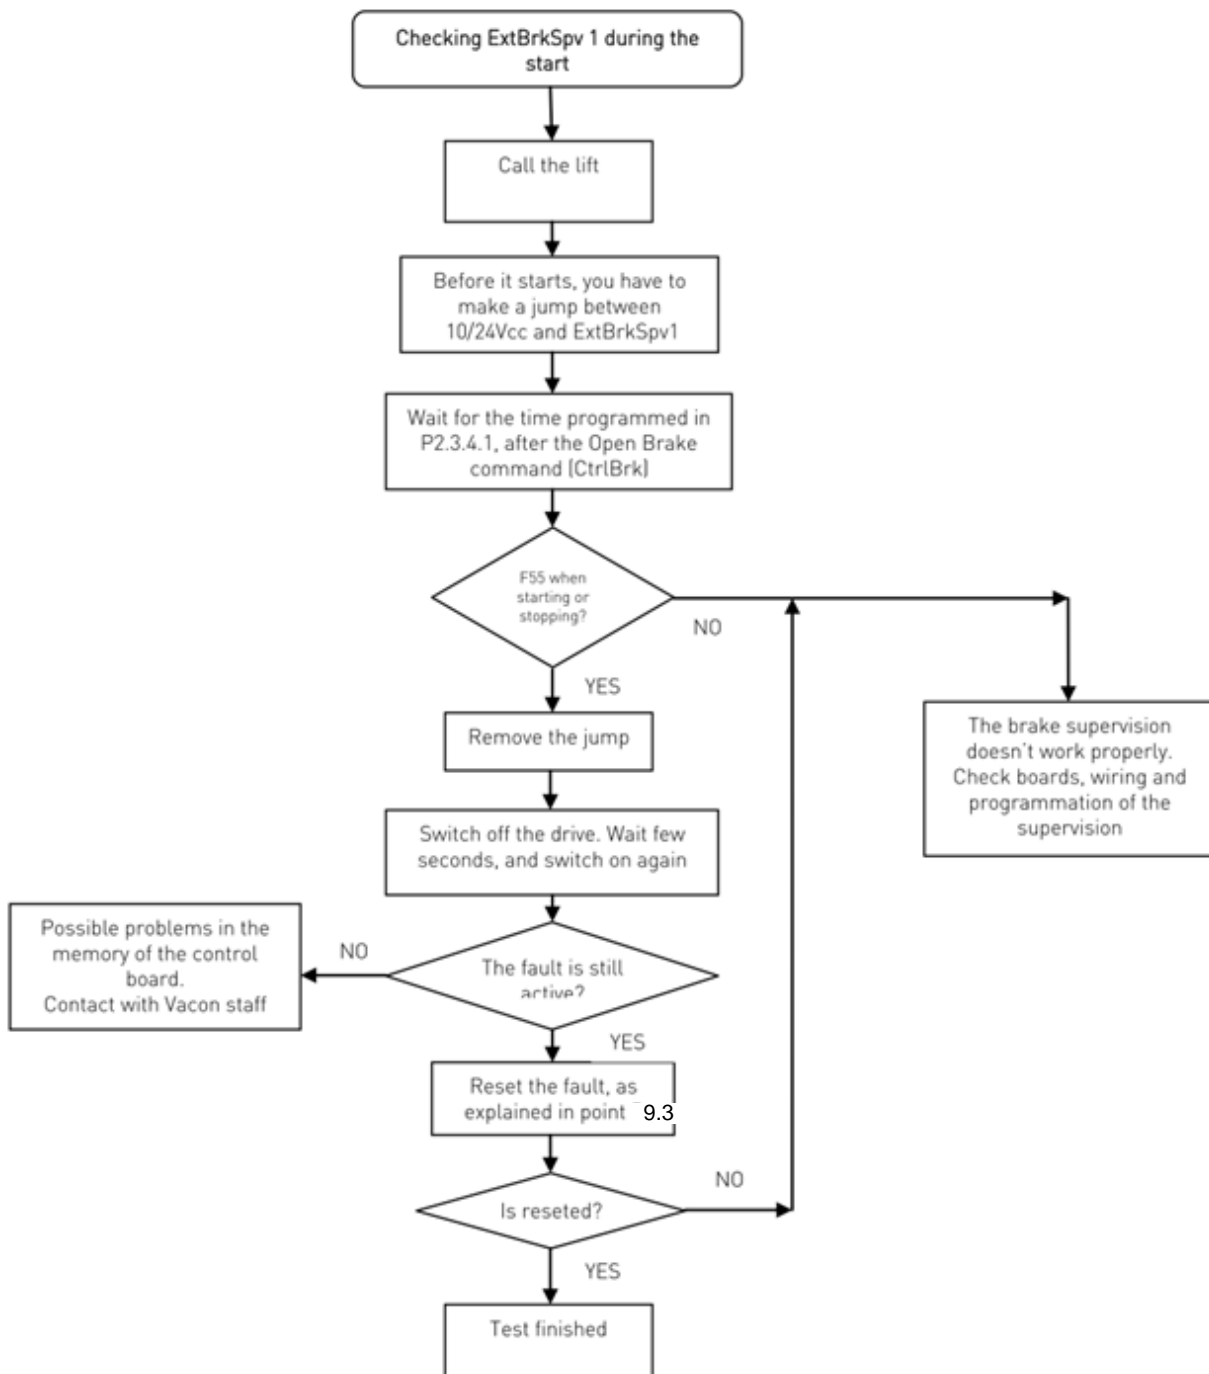 Checking ExtBrkSpv 1 during the
start
Call the lift
Before it starts, you have to
make a jump between
10/24Vcc and ExtBrkSpv1
Wait for the time programmed in
P2.3.4.1, after the Open Brake
command (CtrlBrk)
F55 when
starting or
stopping?
NO
YES
Remove the jump
The brake supervision
doesn't work properly.
Check boards, wiring and
programmation of the
supervision
Switch off the drive. Wait few
seconds, and switch on again
Possible problems in the
memory of the control
board.
Contact with Vacon staff
NO
The fault is still
active?
YES
Reset the fault, as
explained in point 9.3
Is reseted?
NO
YES
Test finished